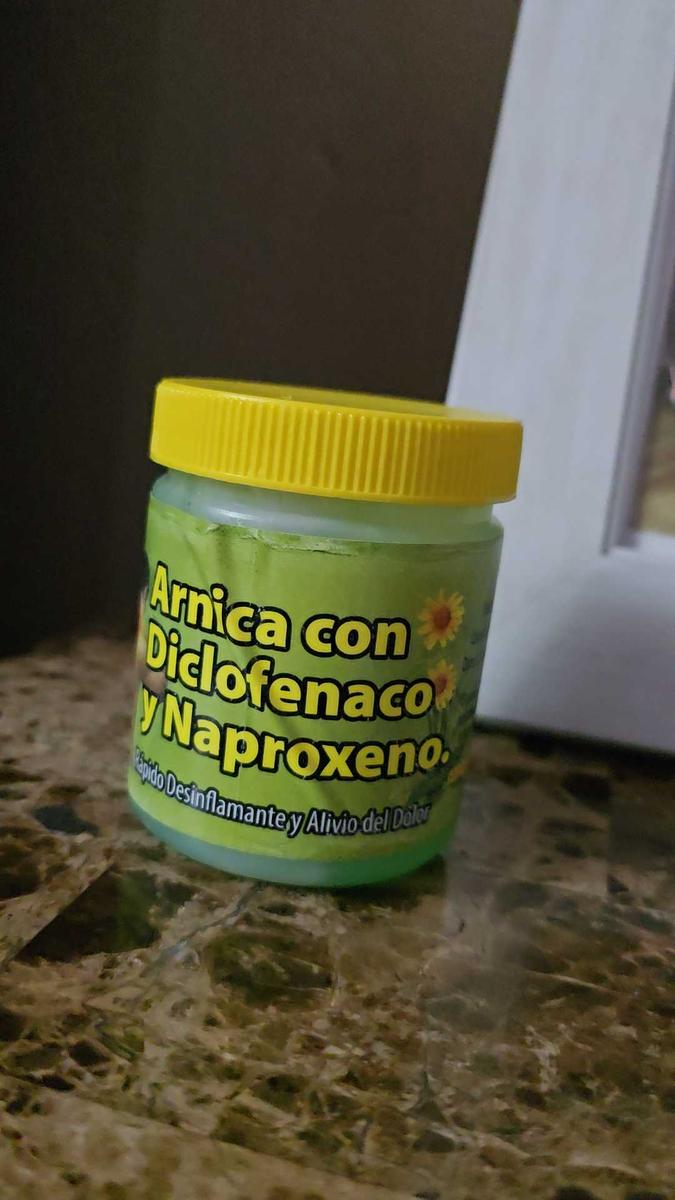 Arnica con
Diclofenaco
y Naproxeno.
Rápido Desinflamante y Alivio del Dolor